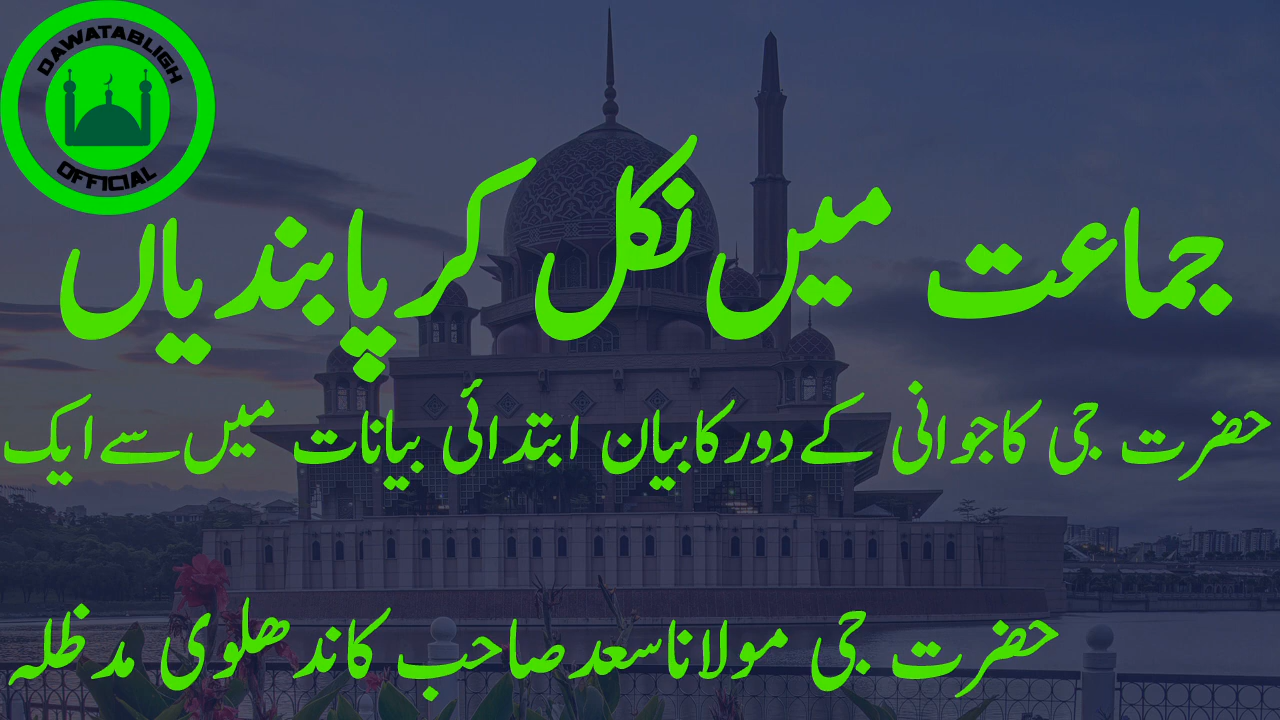 DAWATABLIGH
OFFICIAL
جماعت میں نکل کر پابندیاں
حضرت جی کا جوانی کے دور کا بیان ابتدائی بیانات میں سے ایک
حضرت جی مولانا سعد صاحب کاندھلوی مدظلہ